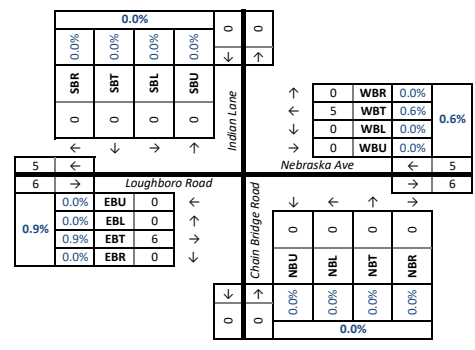 0.0%
0 0
0.0% 0.0% 0.0% 0.0%
↓ ↑
SBR SBT SBL SBU
Indian Lane
↑ 0 WBR 0.0%
← 5 WBT 0.6%
0.6%
0 0 0 0
↓ 0 WBL 0.0%
→ 0 WBU 0.0%
← ↓ → ↑
5 ←
Nebraska Ave
← 5
6 →
Loughboro Road
→ 6
0.0% EBU 0 ←
0.0% EBL 0 ↑
0.9%
0.9% EBT 6 →
0.0% EBR 0 ↓
Chain Bridge Road
↓ ← ↑ →
0 0 0 0
NBU NBL NBT NBR
↓ ↑
0.0% 0.0% 0.0% 0.0%
0 0
0.0%